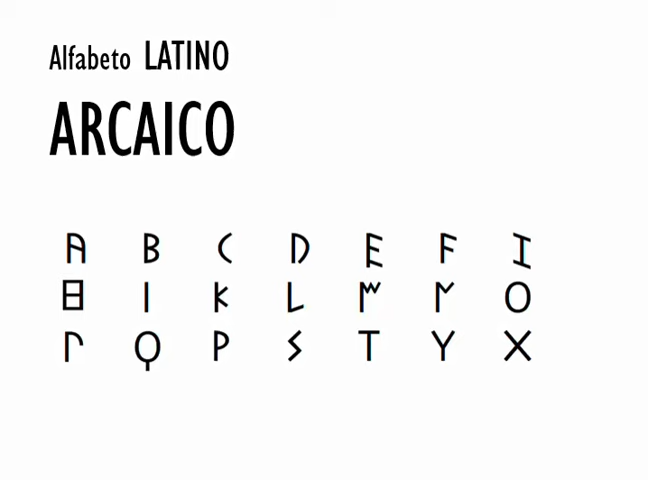 Alfabeto LATINO
ARCAICO
A B C D E F I
𐌇 I K L 𐌌 𐌍 O
𐌐 Ϙ P S T Y X